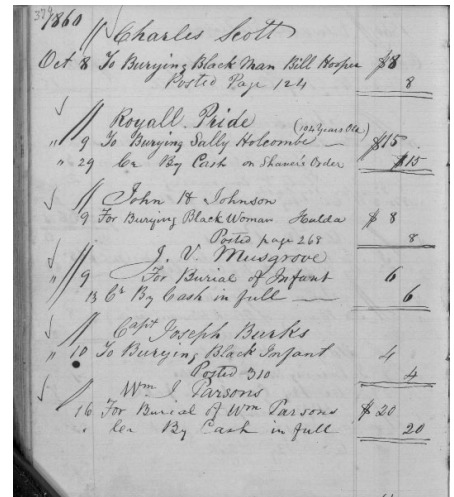 379
1860
// Charles Scott
Oct 8 To Burying Black Man Bill Hooper $8
Posted Page 124 8
✓ // Royall Pride
(104 Years Old)
" 9 To Burying Sally Holcombe — $15
" 29 Cr By Cash on Shaver's Order $15
✓ // John H Johnson
9 For Burying Black Woman Hulda $ 8
Posted page 268 8
✓ // J. V. Musgrove
" 9 For Burial of Infant 6
13 Cr By Cash in full — 6
✓ // Capt Joseph Burks
" 10 To Burying Black Infant 4
Posted 310 4
✓ // Wm J Parsons
16 For Burial of Wm Parsons $ 20
" Cr By Cash in full 20